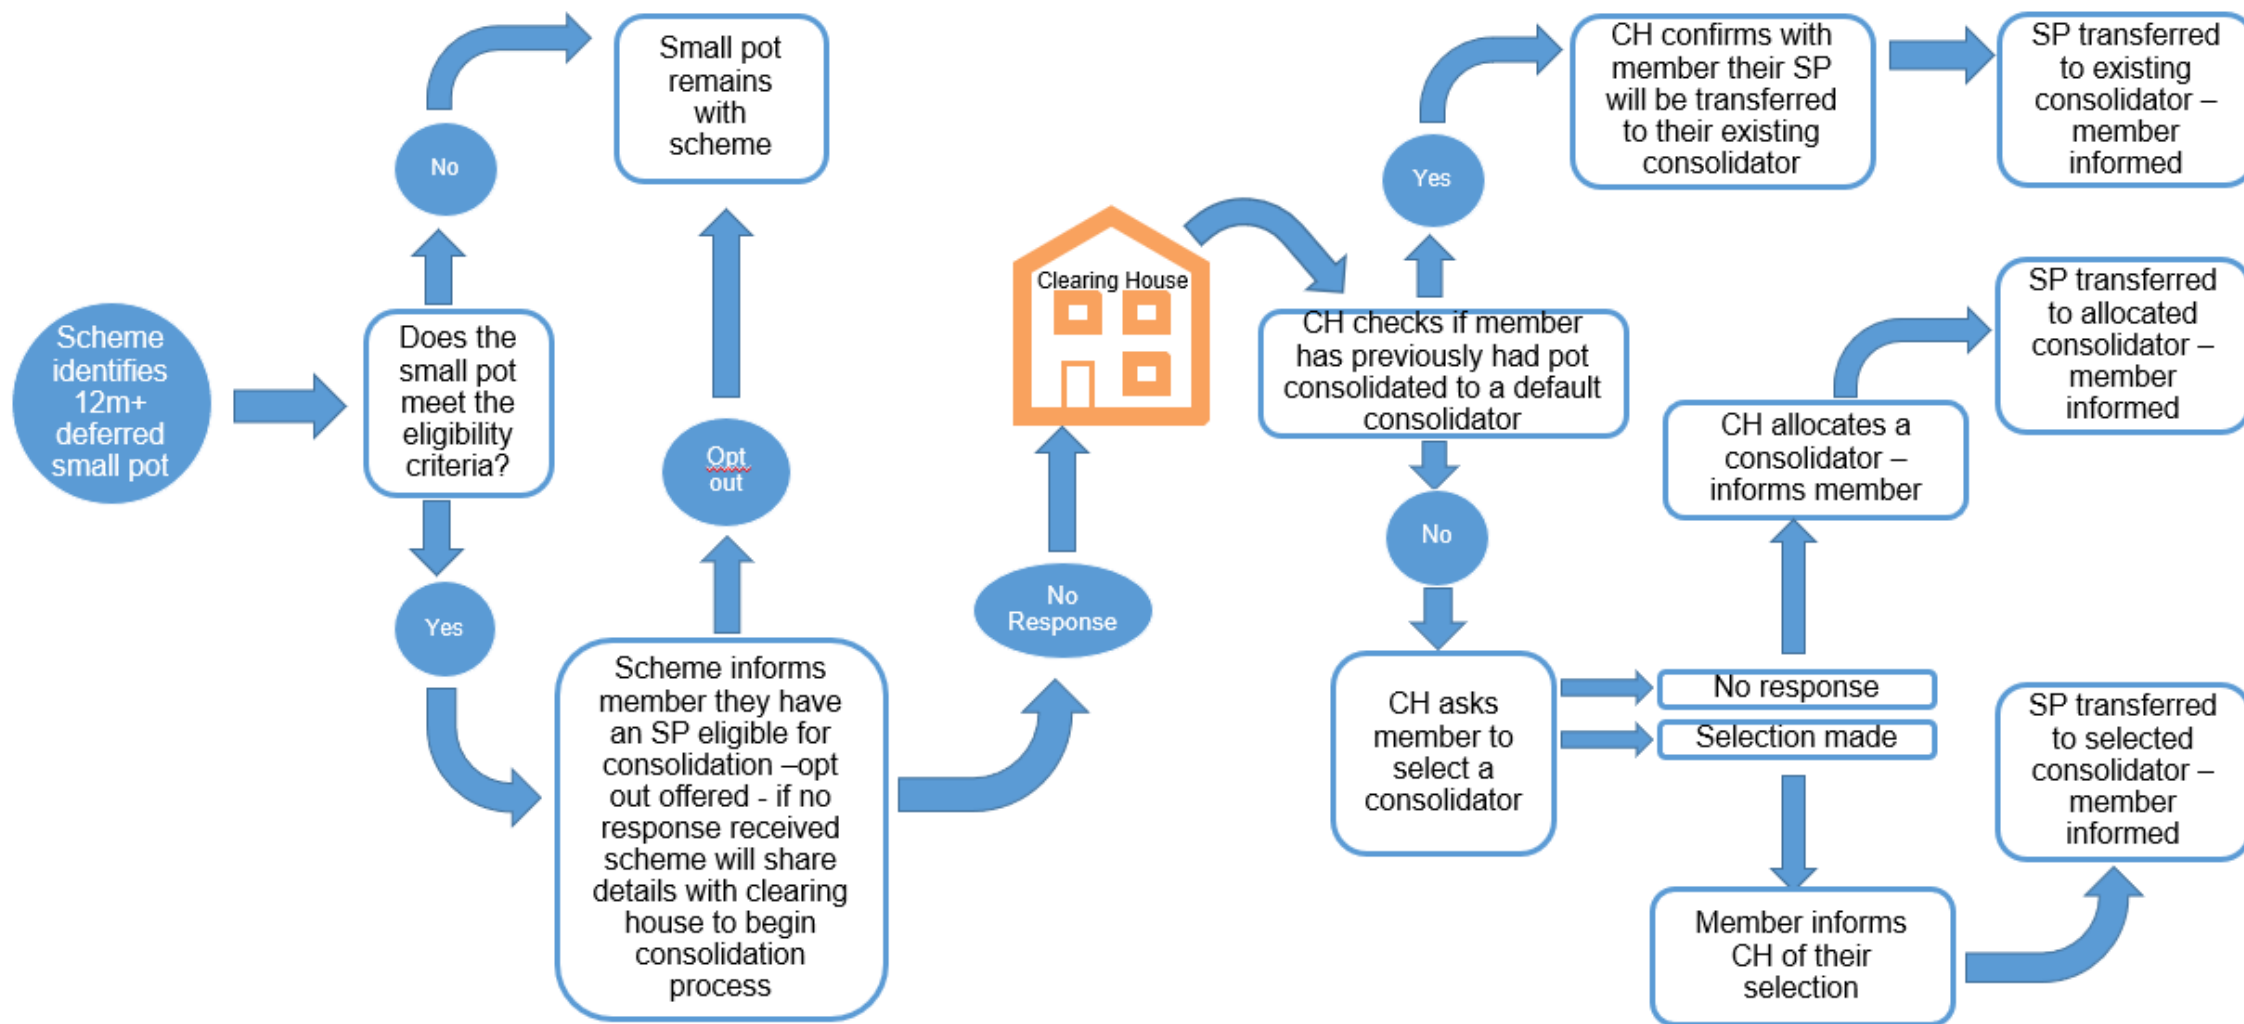 Scheme
identifies
12m+
deferred
small pot
No
Does the
small pot
meet the
eligibility
criteria?
Yes
Small pot
remains
with
scheme
Opt
out
Scheme informs
member they have
an SP eligible for
consolidation –opt
out offered - if no
response received
scheme will share
details with clearing
house to begin
consolidation
process
No
Response
Clearing House
CH checks if member
has previously had pot
consolidated to a default
consolidator
Yes
CH confirms with
member their SP
will be transferred
to their existing
consolidator
SP transferred
to existing
consolidator –
member
informed
No
CH asks
member to
select a
consolidator
No response
Selection made
CH allocates a
consolidator –
informs member
SP transferred
to allocated
consolidator –
member
informed
Member informs
CH of their
selection
SP transferred
to selected
consolidator –
member
informed